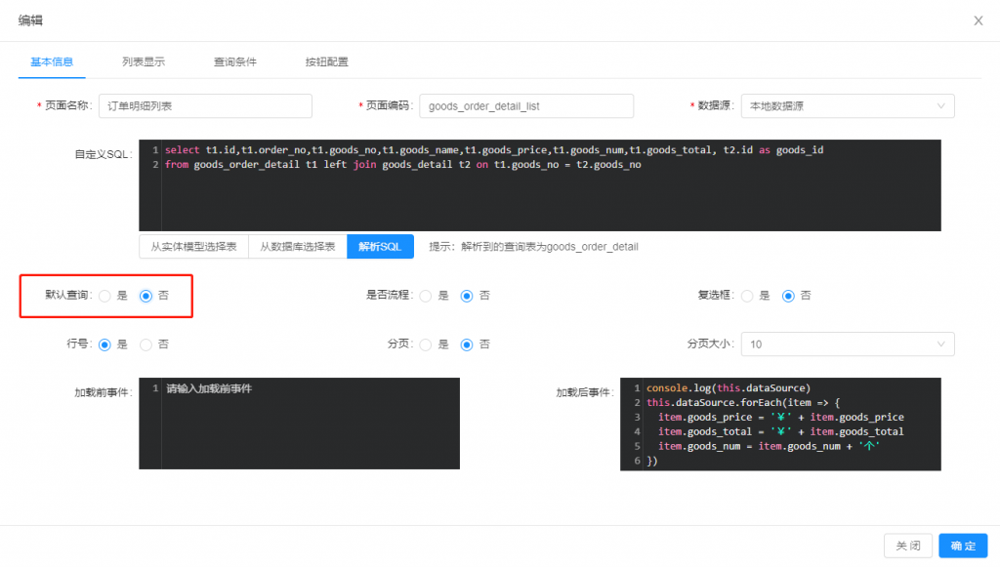 编辑
基本信息 列表显示 查询条件 按钮配置
* 页面名称: 订单明细列表 * 页面编码: goods_order_detail_list * 数据源: 本地数据源
自定义SQL:
1 select t1.id,t1.order_no,t1.goods_no,t1.goods_name,t1.goods_price,t1.goods_num,t1.goods_total, t2.id as goods_id
2 from goods_order_detail t1 left join goods_detail t2 on t1.goods_no = t2.goods_no
从实体模型选择表 从数据库选择表 解析SQL 提示: 解析到的查询表为goods_order_detail
默认查询: 是 否 是否流程: 是 否 复选框: 是 否
行号: 是 否 分页: 是 否 分页大小: 10
加载前事件:
1 请输入加载前事件
加载后事件:
1 console.log(this.dataSource)
2 this.dataSource.forEach(item => {
3 item.goods_price = '¥' + item.goods_price
4 item.goods_total = '¥' + item.goods_total
5 item.goods_num = item.goods_num + '个'
6 })
关 闭 确 定